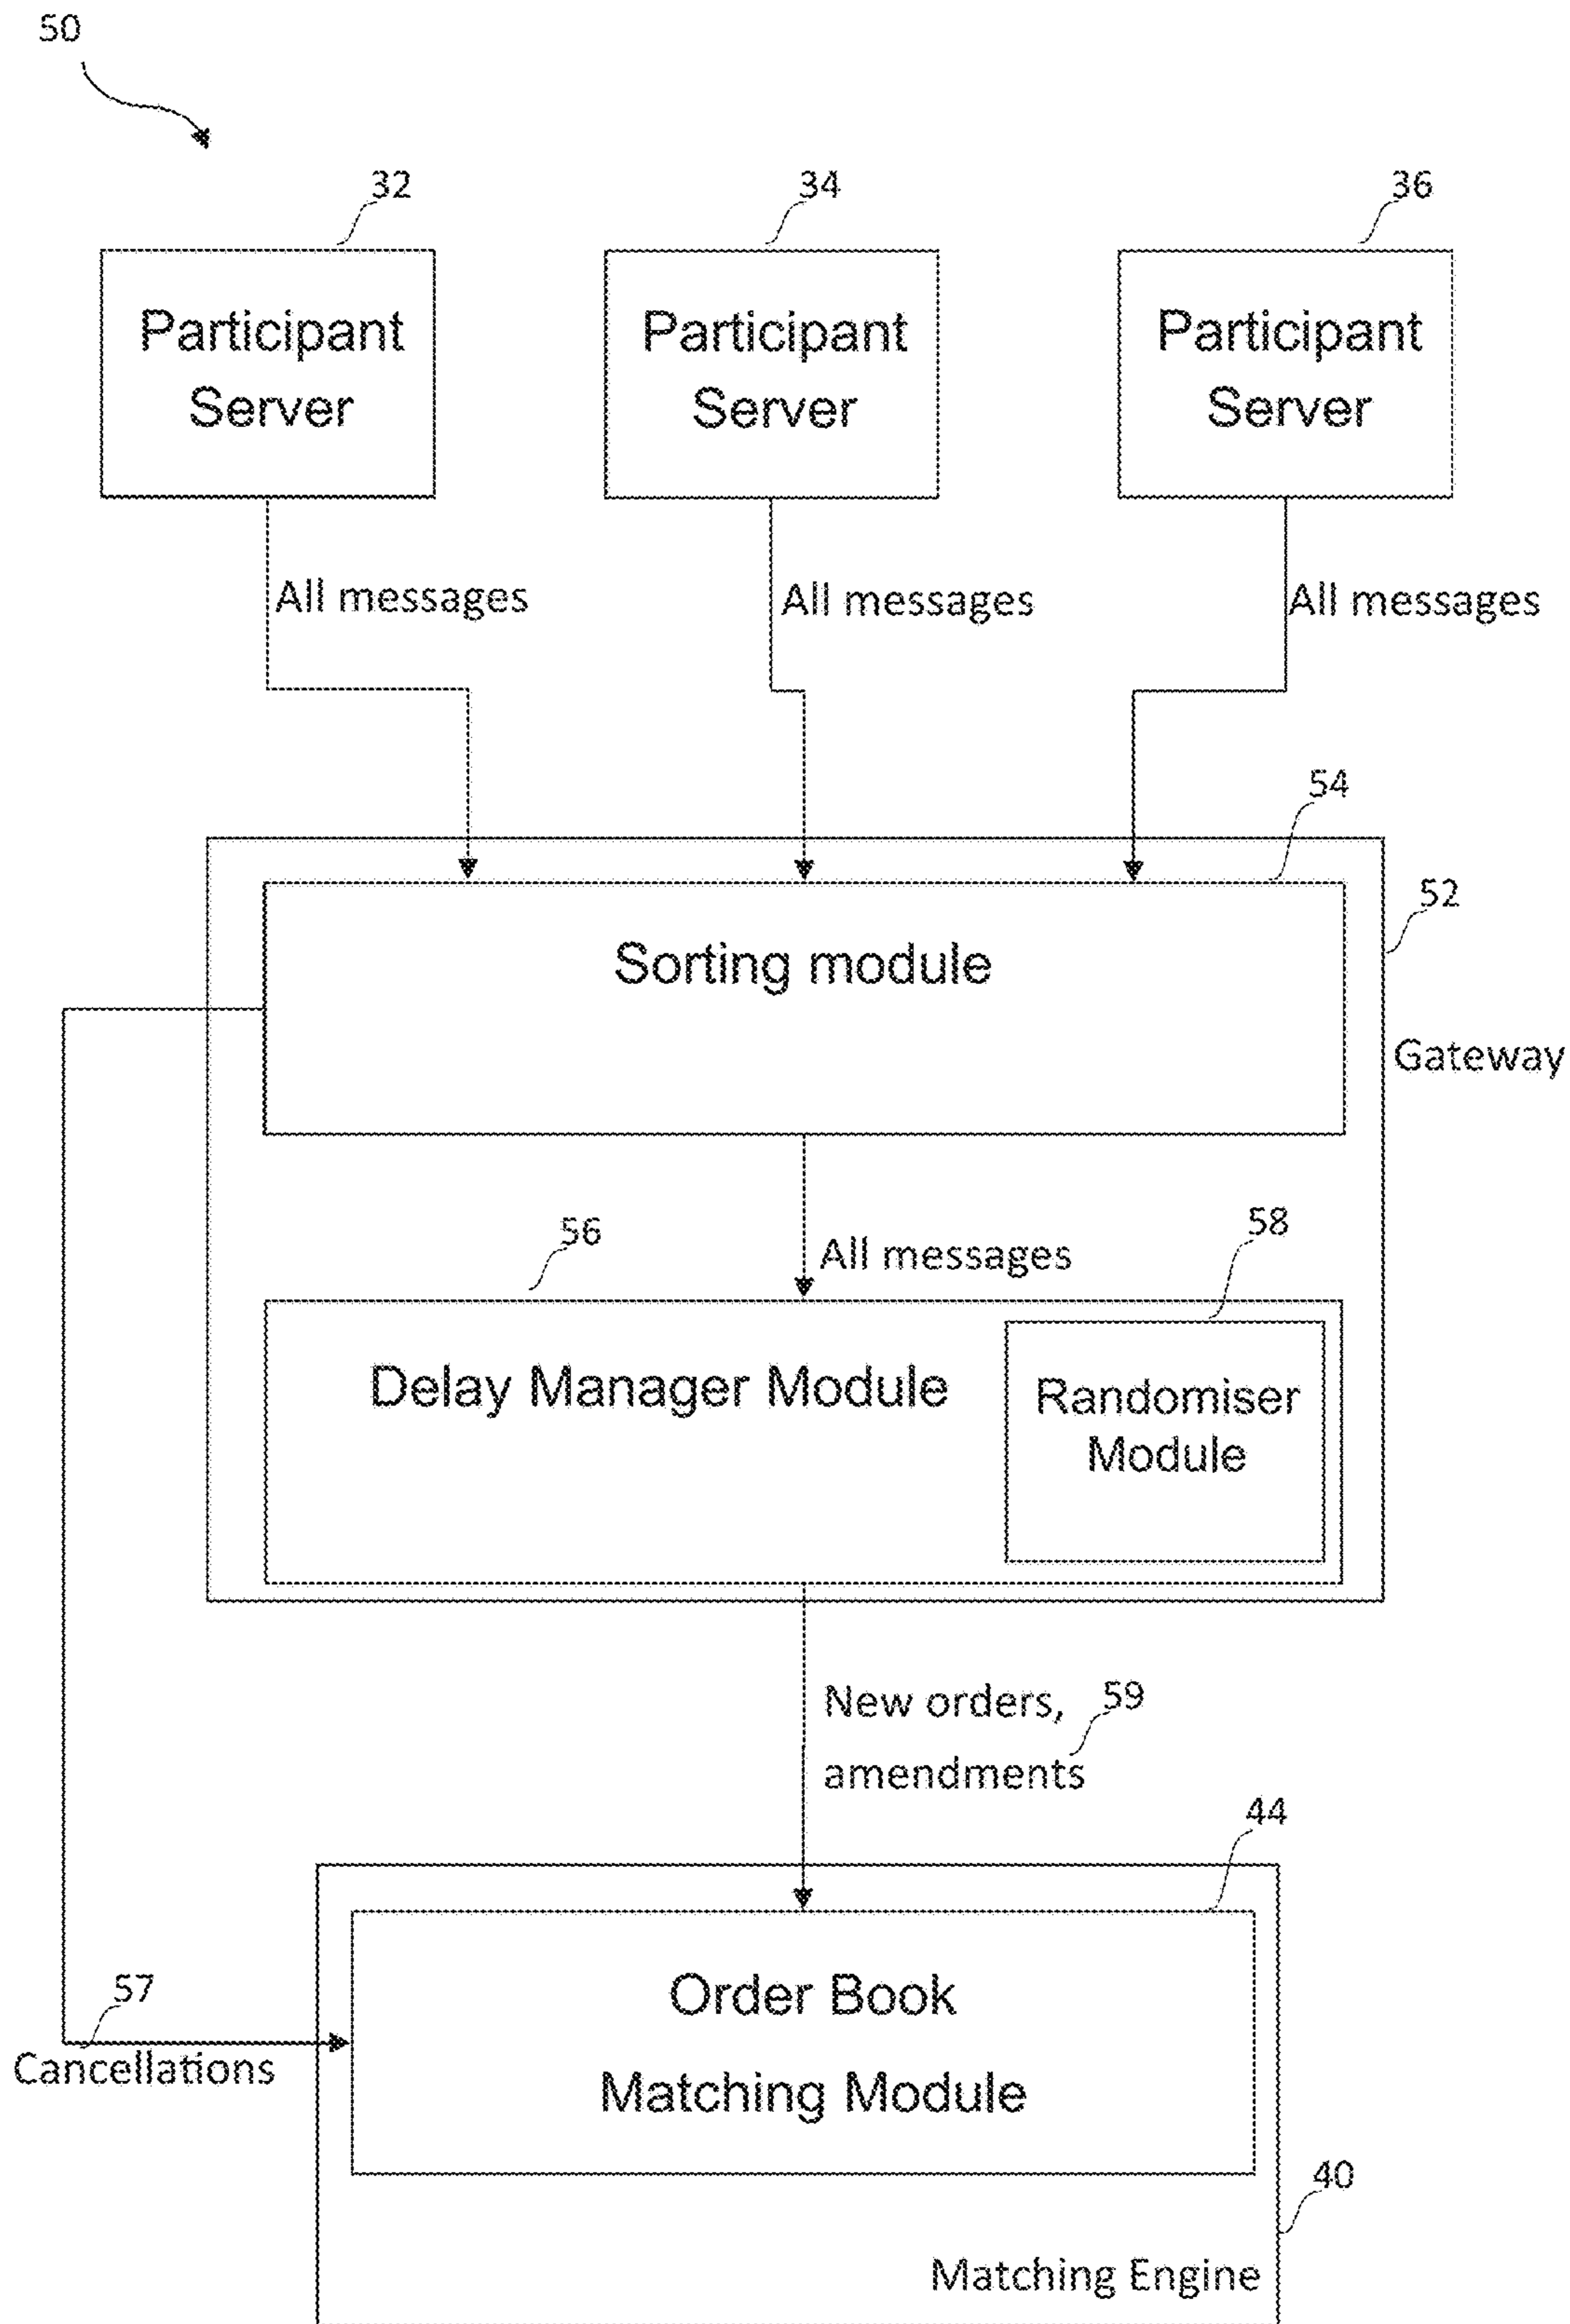 50
32
34
36
Participant
Server
Participant
Server
Participant
Server
All messages
All messages
All messages
54
52
Sorting module
Gateway
56
All messages
58
Delay Manager Module
Randomiser
Module
New orders,
59
amendments
44
Order Book
57
Cancellations
Matching Module
40
Matching Engine